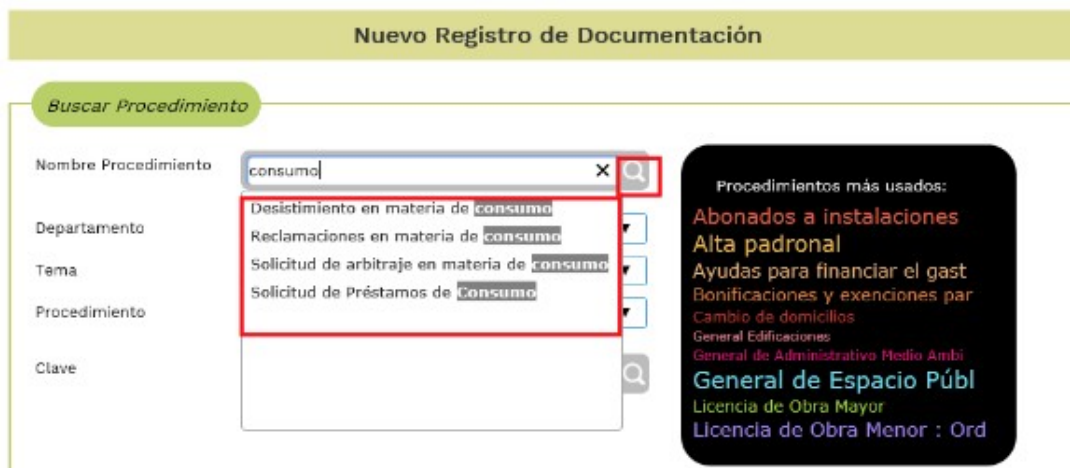 Nuevo Registro de Documentación
Buscar Procedimiento
Nombre Procedimiento
consumo
Desistimiento en materia de consumo
Reclamaciones en materia de consumo
Solicitud de arbitraje en materia de consumo
Solicitud de Préstamos de Consumo
Departamento
Tema
Procedimiento
Clave
Procedimientos más usados:
Abonados a instalaciones
Alta padronal
Ayudas para financiar el gast
Bonificaciones y exenciones par
Cambio de domicilios
General Edificaciones
General de Administrativo Medio Ambi
General de Espacio Públ
Licencia de Obra Mayor
Licencia de Obra Menor : Ord